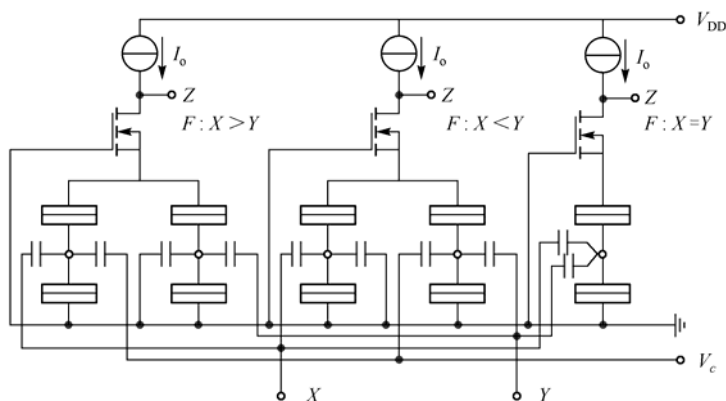 V_DD
I_o
I_o
I_o
Z
Z
Z
F: X>Y
F: X<Y
F: X=Y
V_c
X
Y